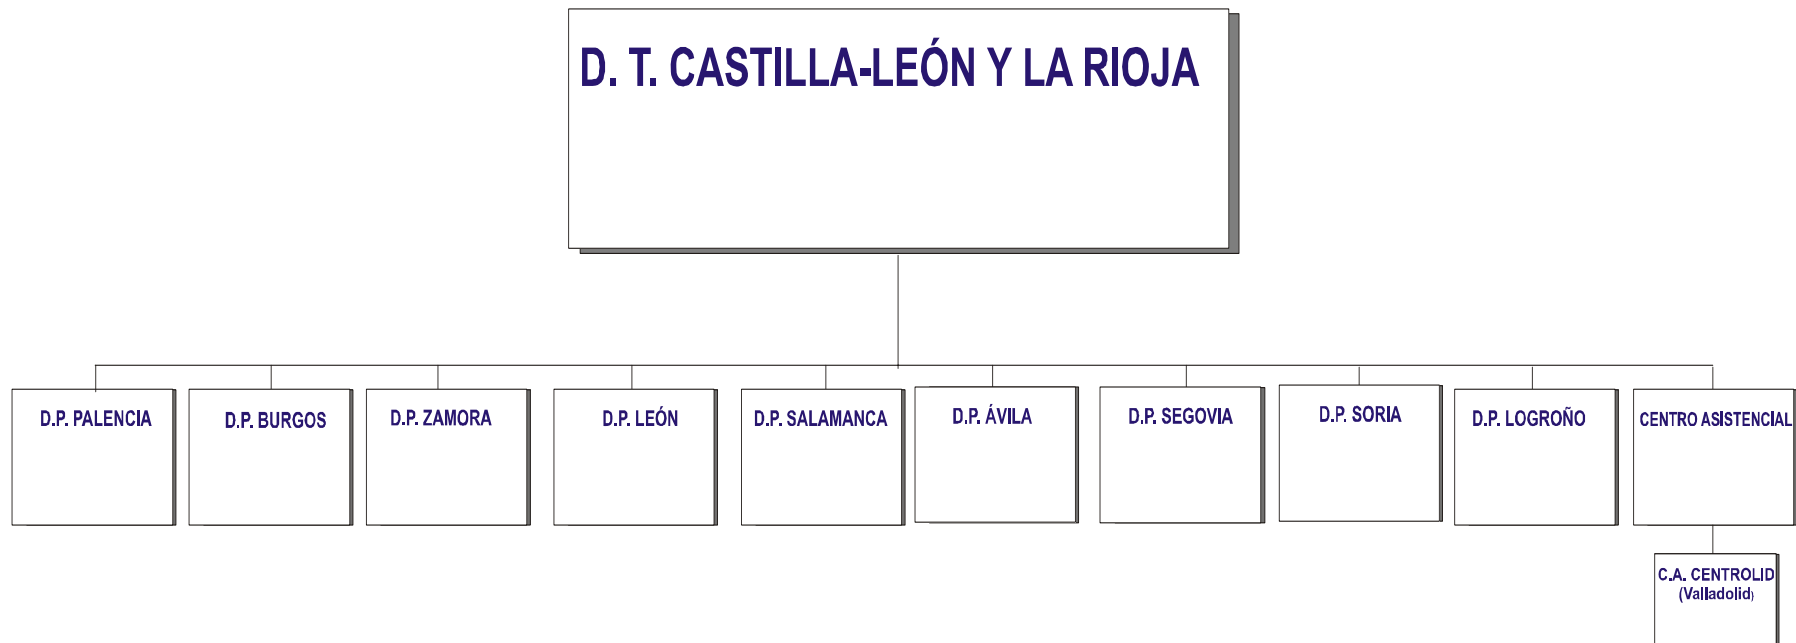 D. T. CASTILLA-LEÓN Y LA RIOJA
D.P. PALENCIA
D.P. BURGOS
D.P. ZAMORA
D.P. LEÓN
D.P. SALAMANCA
D.P. ÁVILA
D.P. SEGOVIA
D.P. SORIA
D.P. LOGROÑO
CENTRO ASISTENCIAL
C.A. CENTROLID
(Valladolid)